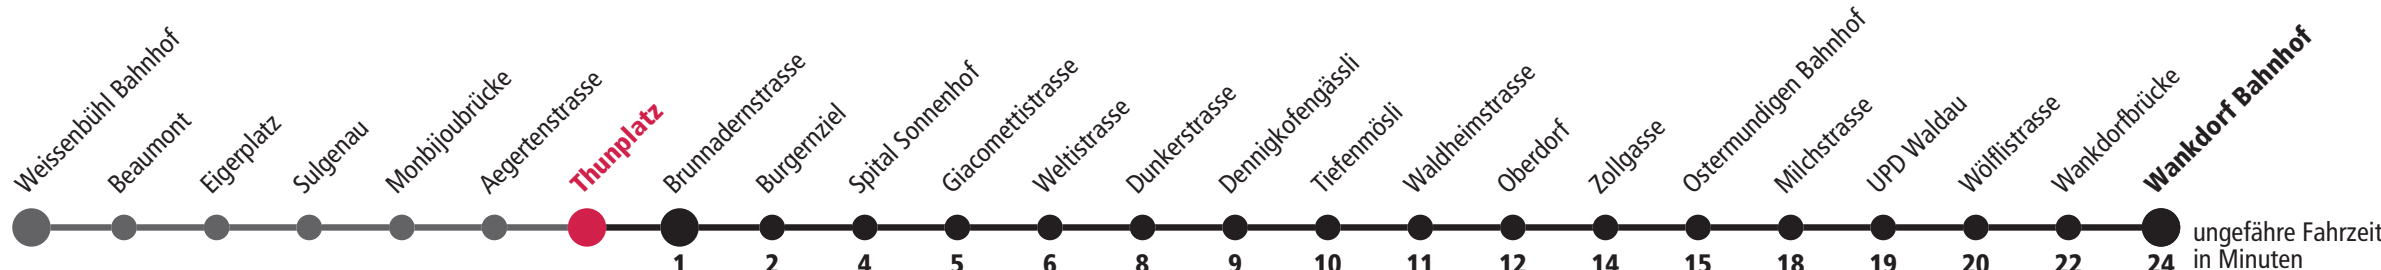 Weissenbühl Bahnhof
Beaumont
Eigerplatz
Sulgenau
Monbijoubrücke
Aegertenstrasse
Thunplatz
Brunnadernstrasse
Burgernziel
Spital Sonnenhof
Giacomettistrasse
Weltistrasse
Dunkerstrasse
Dennigkofengässli
Tiefenmösli
Waldheimstrasse
Oberdorf
Zollgasse
Ostermundigen Bahnhof
Milchstrasse
UPD Waldau
Wölflistrasse
Wankdorfbrücke
Wankdorf Bahnhof
1 2 4 5 6 8 9 10 11 12 14 15 18 19 20 22 24
ungefähre Fahrzeit
in Minuten